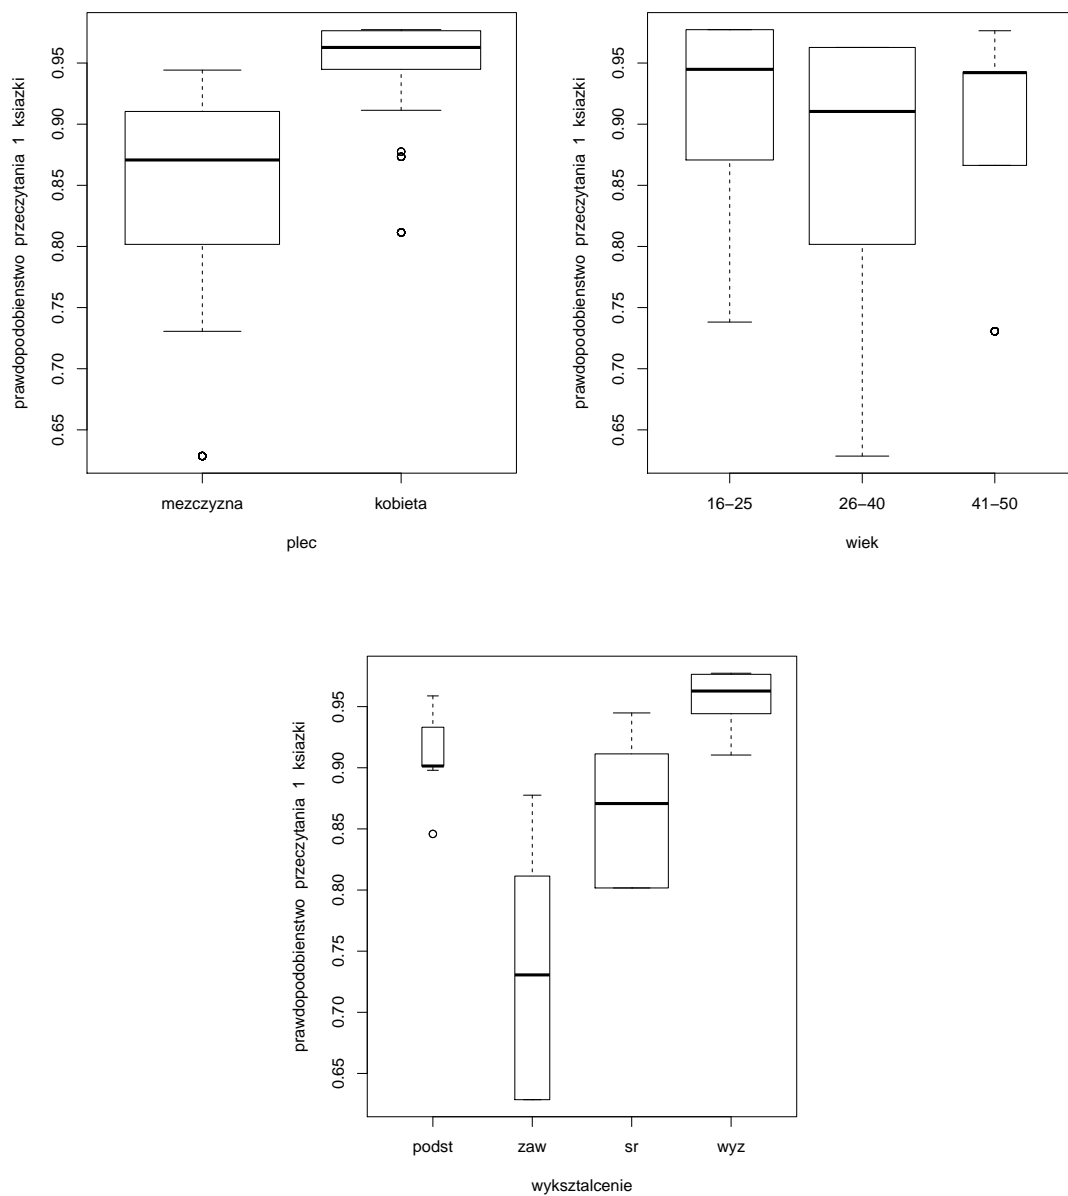 prawdopodobienstwo przeczytania 1 ksiazki
0.95
0.90
0.85
0.80
0.75
0.70
0.65
mezczyzna kobieta
plec
prawdopodobienstwo przeczytania 1 ksiazki
0.95
0.90
0.85
0.80
0.75
0.70
0.65
16−25 26−40 41−50
wiek
prawdopodobienstwo przeczytania 1 ksiazki
0.95
0.90
0.85
0.80
0.75
0.70
0.65
podst zaw sr wyz
wyksztalcenie